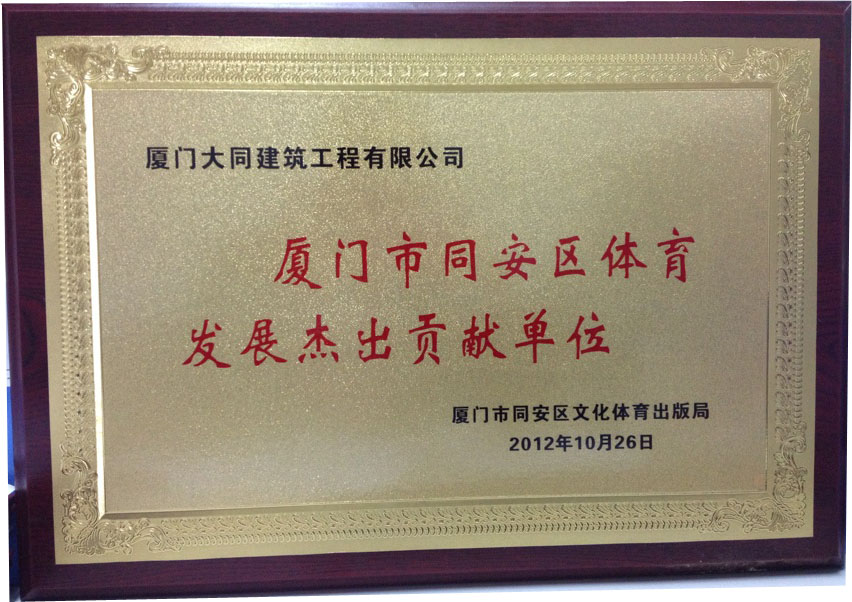 厦门大同建筑工程有限公司
厦门市同安区体育
发展杰出贡献单位
厦门市同安区文化体育出版局
2012年10月26日